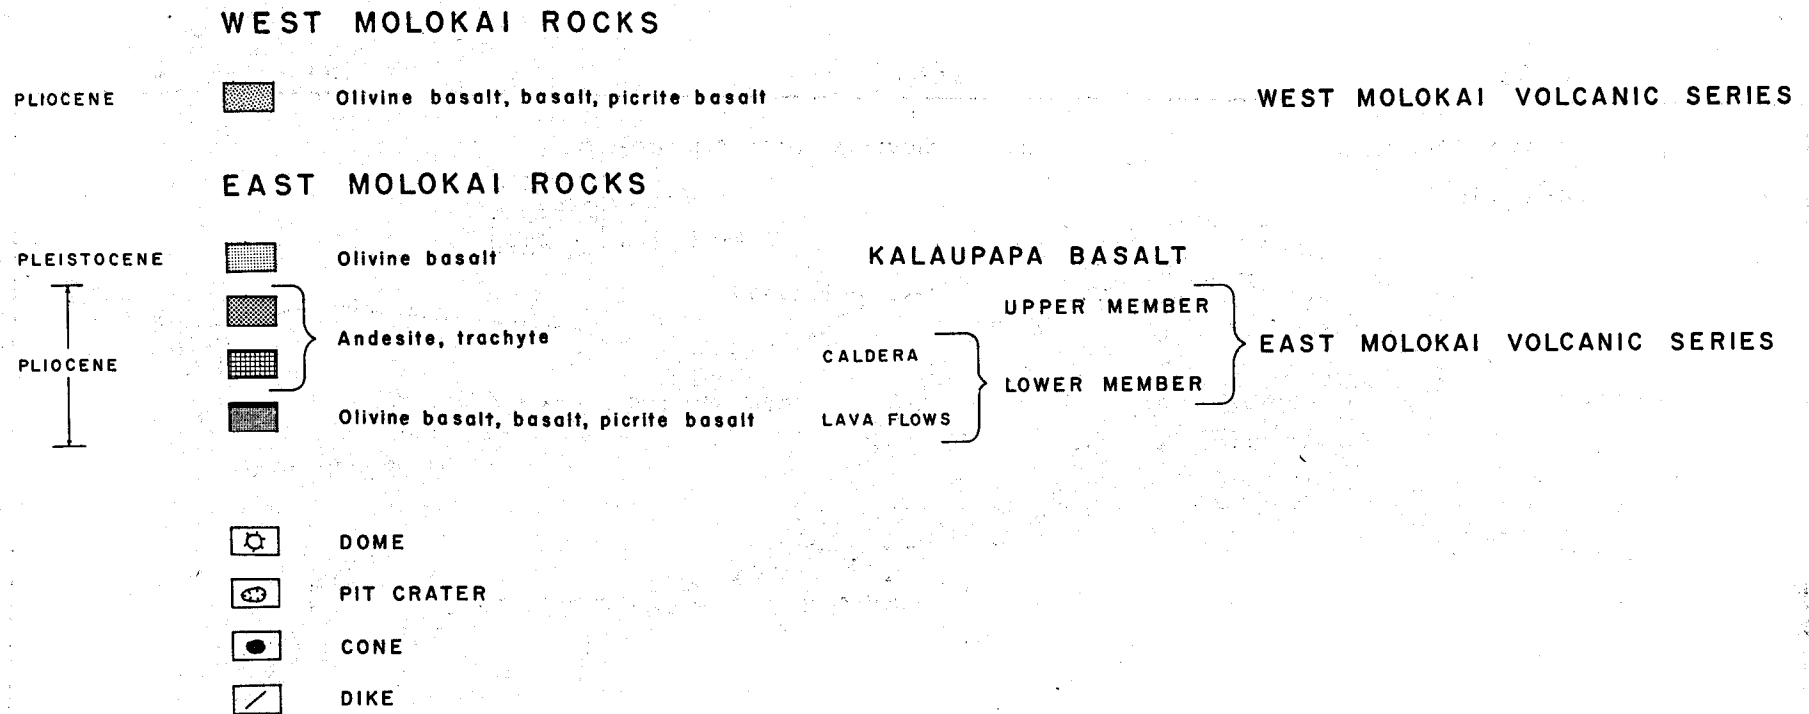 WEST MOLOKAI ROCKS
PLIOCENE Olivine basalt, basalt, picrite basalt WEST MOLOKAI VOLCANIC SERIES
EAST MOLOKAI ROCKS
PLEISTOCENE Olivine basalt KALAUPAPA BASALT
UPPER MEMBER
Andesite, trachyte EAST MOLOKAI VOLCANIC SERIES
CALDERA
PLIOCENE
LOWER MEMBER
Olivine basalt, basalt, picrite basalt LAVA FLOWS
DOME
PIT CRATER
CONE
DIKE